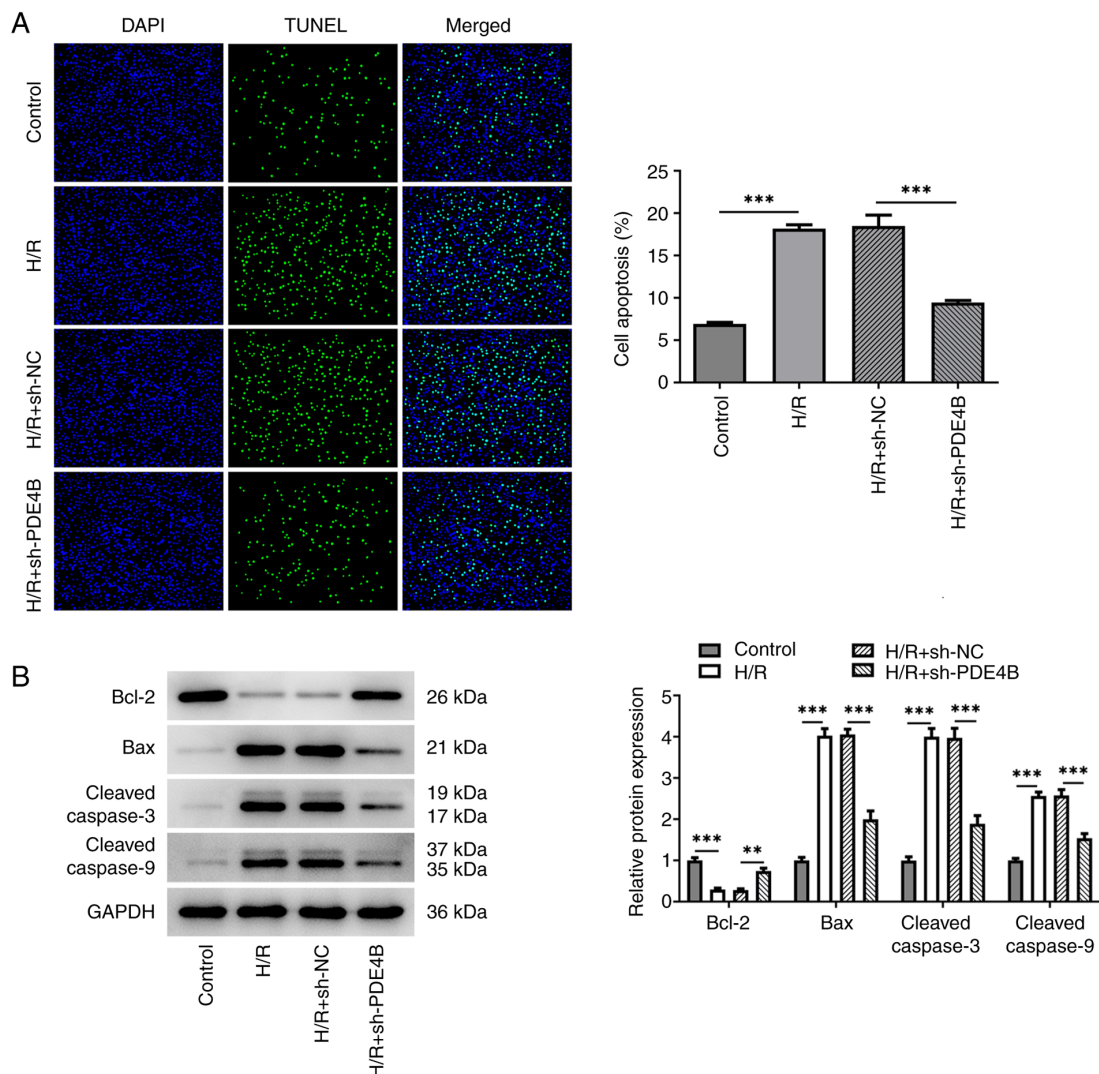 A
DAPI
TUNEL
Merged
Control
H/R
H/R+sh-NC
H/R+sh-PDE4B
Cell apoptosis (%)
25
20
15
10
5
0
***
***
Control
H/R
H/R+sh-NC
H/R+sh-PDE4B
B
Bcl-2
26 kDa
Bax
21 kDa
Cleaved
caspase-3
19 kDa
17 kDa
Cleaved
caspase-9
37 kDa
35 kDa
GAPDH
36 kDa
Control
H/R
H/R+sh-NC
H/R+sh-PDE4B
Control
H/R
H/R+sh-NC
H/R+sh-PDE4B
Relative protein expression
5
4
3
2
1
0
***
**
***
***
***
***
***
***
Bcl-2
Bax
Cleaved
caspase-3
Cleaved
caspase-9